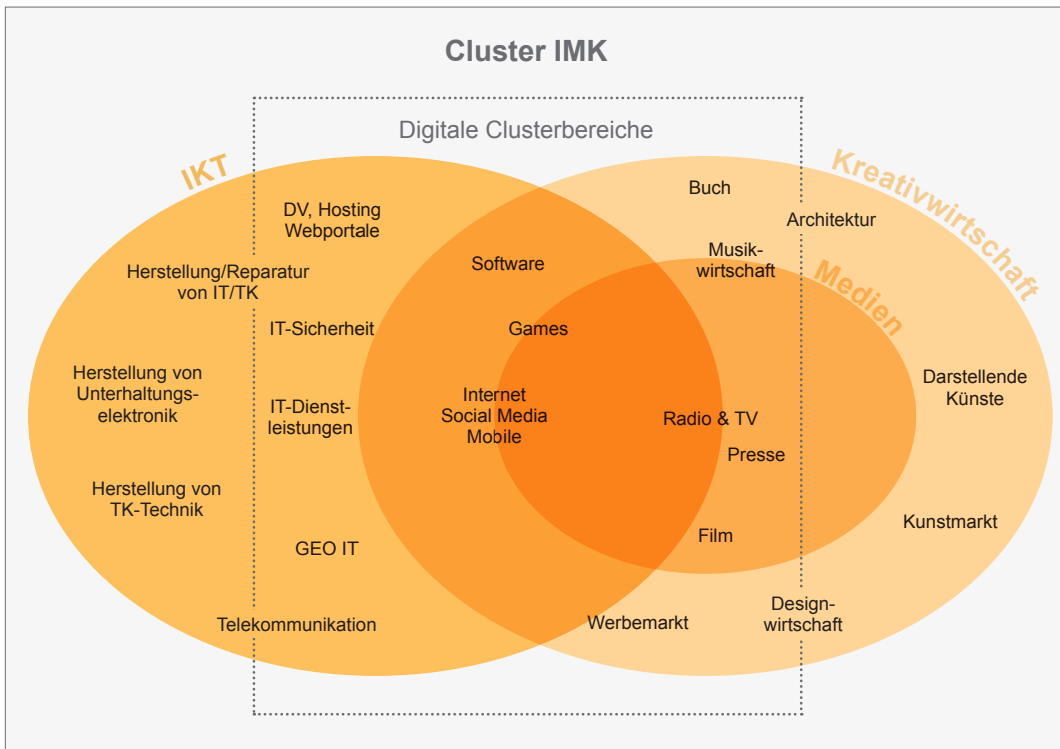 Cluster IMK
Digitale Clusterbereiche
IKT
Kreativwirtschaft
Medien
DV, Hosting
Webportale
Herstellung/Reparatur
von IT/TK
IT-Sicherheit
Herstellung von
Unterhaltungs-
elektronik
IT-Dienst-
leistungen
Herstellung von
TK-Technik
GEO IT
Telekommunikation
Software
Games
Internet
Social Media
Mobile
Buch
Architektur
Musik-
wirtschaft
Radio & TV
Presse
Film
Werbemarkt
Design-
wirtschaft
Darstellende
Künste
Kunstmarkt